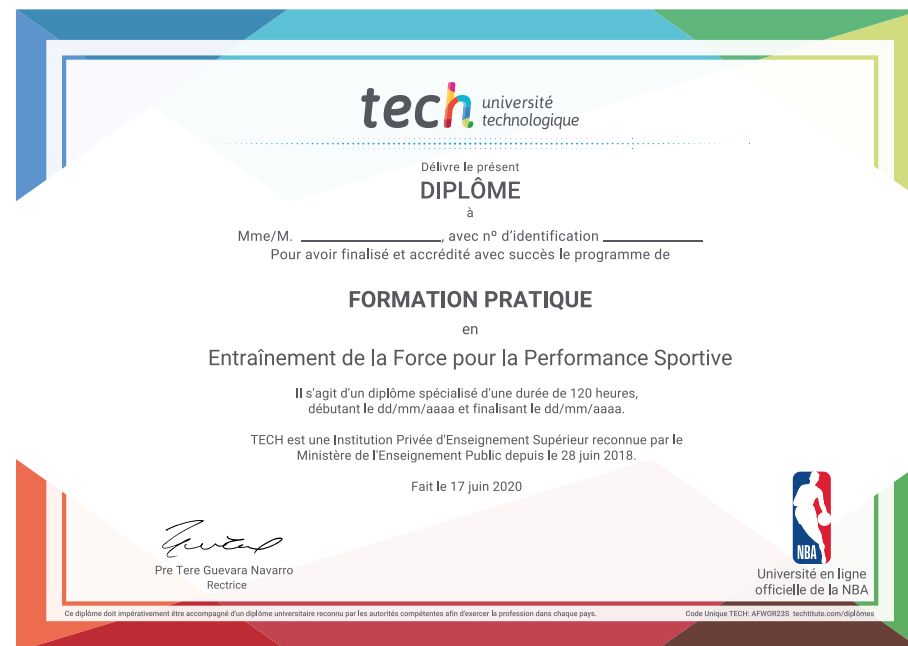 tech université
technologique
Délivre le présent
DIPLÔME
à
Mme/M. ____________________, avec nº d'identification ______________
Pour avoir finalisé et accrédité avec succès le programme de
FORMATION PRATIQUE
en
Entraînement de la Force pour la Performance Sportive
Il s'agit d'un diplôme spécialisé d'une durée de 120 heures,
débutant le dd/mm/aaaa et finalisant le dd/mm/aaaa.
TECH est une Institution Privée d'Enseignement Supérieur reconnue par le
Ministère de l'Enseignement Public depuis le 28 juin 2018.
Fait le 17 juin 2020
Pre Tere Guevara Navarro
Rectrice
NBA
Université en ligne
officielle de la NBA
Ce diplôme doit impérativement être accompagné d'un diplôme universitaire reconnu par les autorités compétentes afin d'exercer la profession dans chaque pays.
Code Unique TECH: AFWOR23S techtitute.com/diplômes